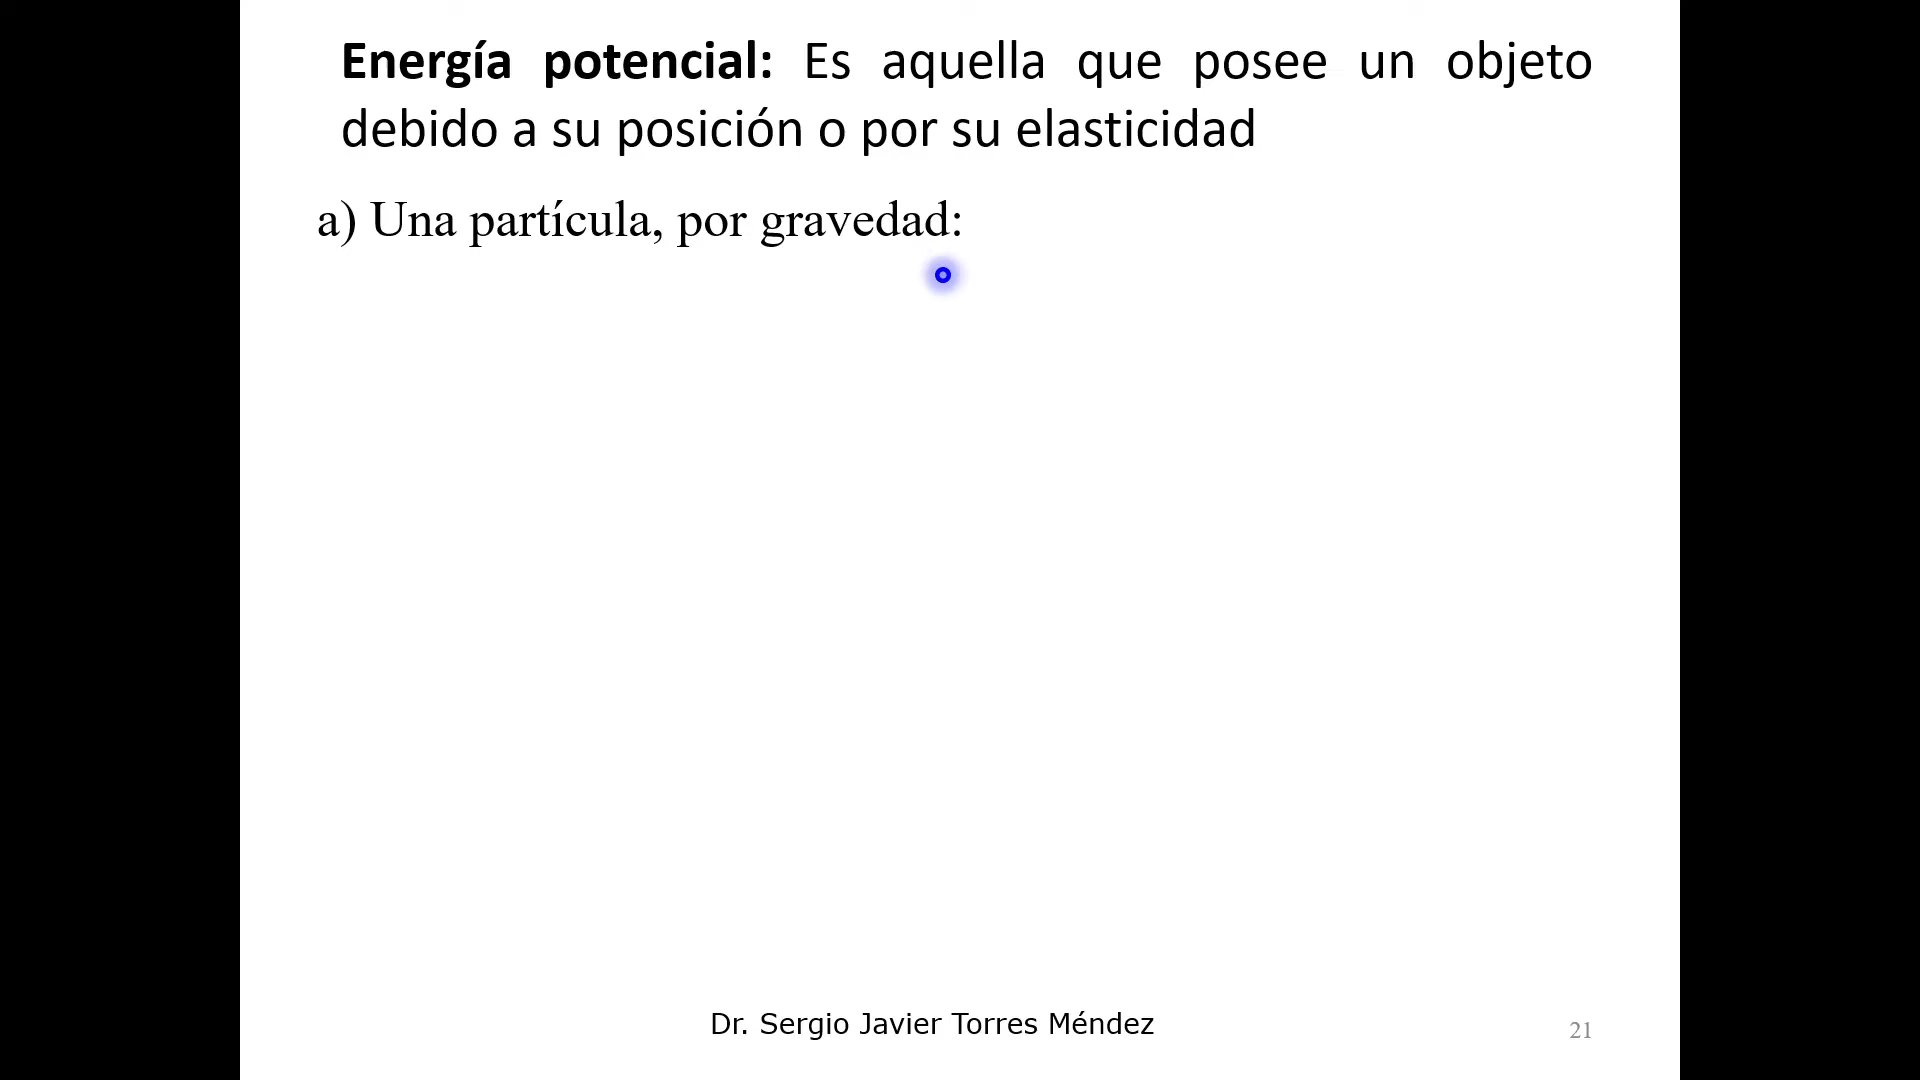 Energía potencial: Es aquella que posee un objeto
debido a su posición o por su elasticidad
a) Una partícula, por gravedad:
Dr. Sergio Javier Torres Méndez
21